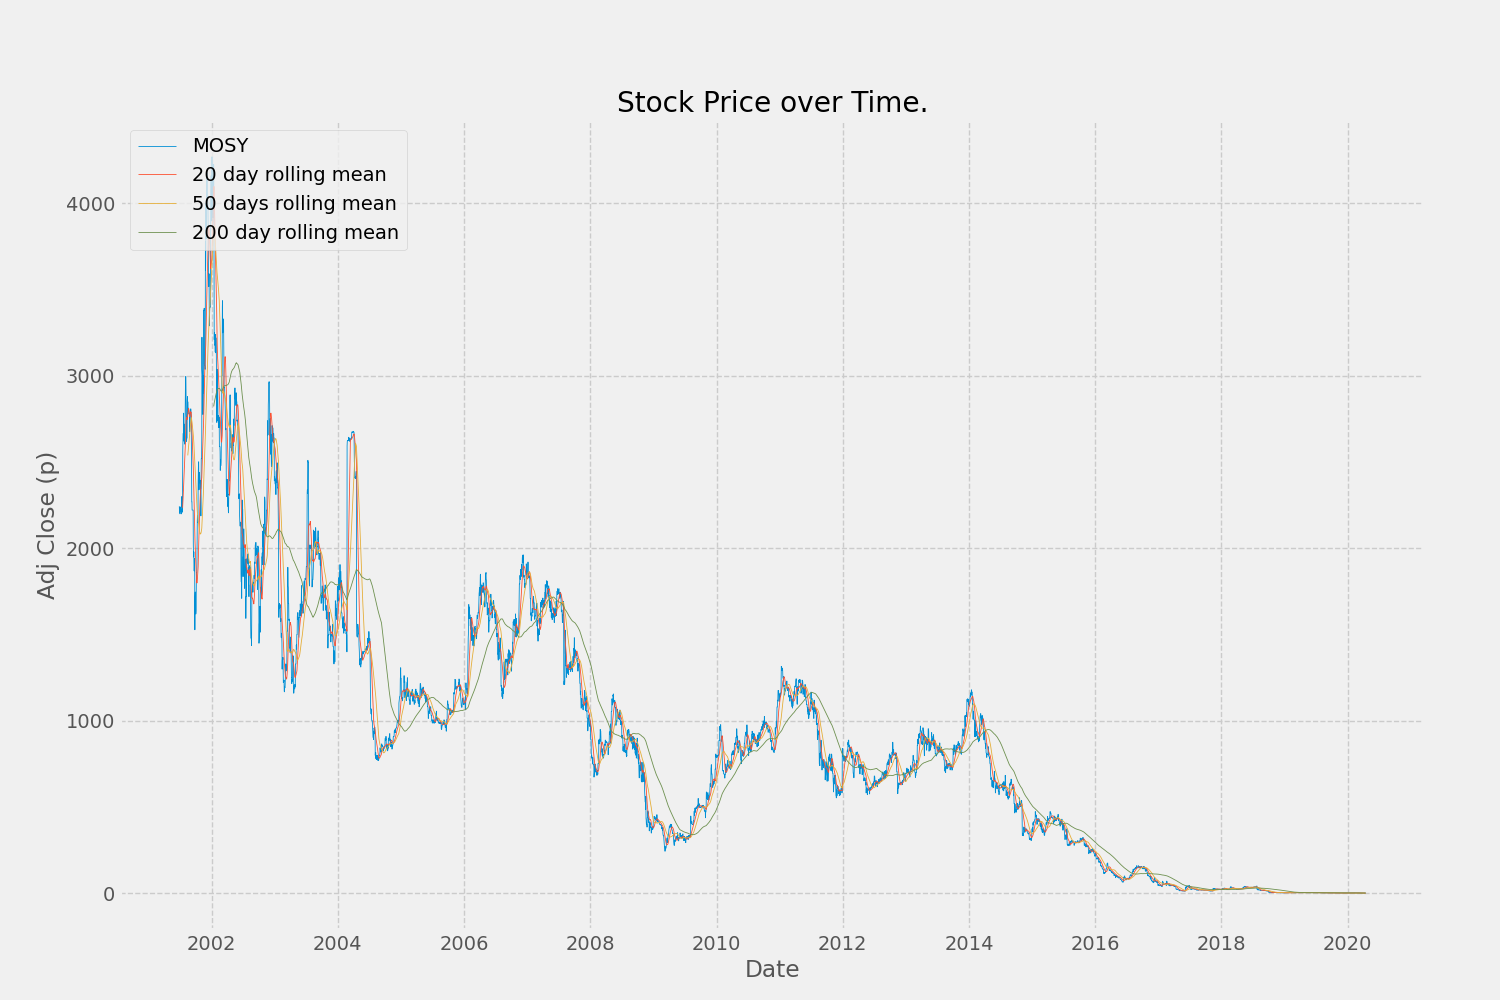 Stock Price over Time.
MOSY
20 day rolling mean
50 days rolling mean
200 day rolling mean
4000
3000
2000
1000
0
Adj Close (p)
2002 2004 2006 2008 2010 2012 2014 2016 2018 2020
Date